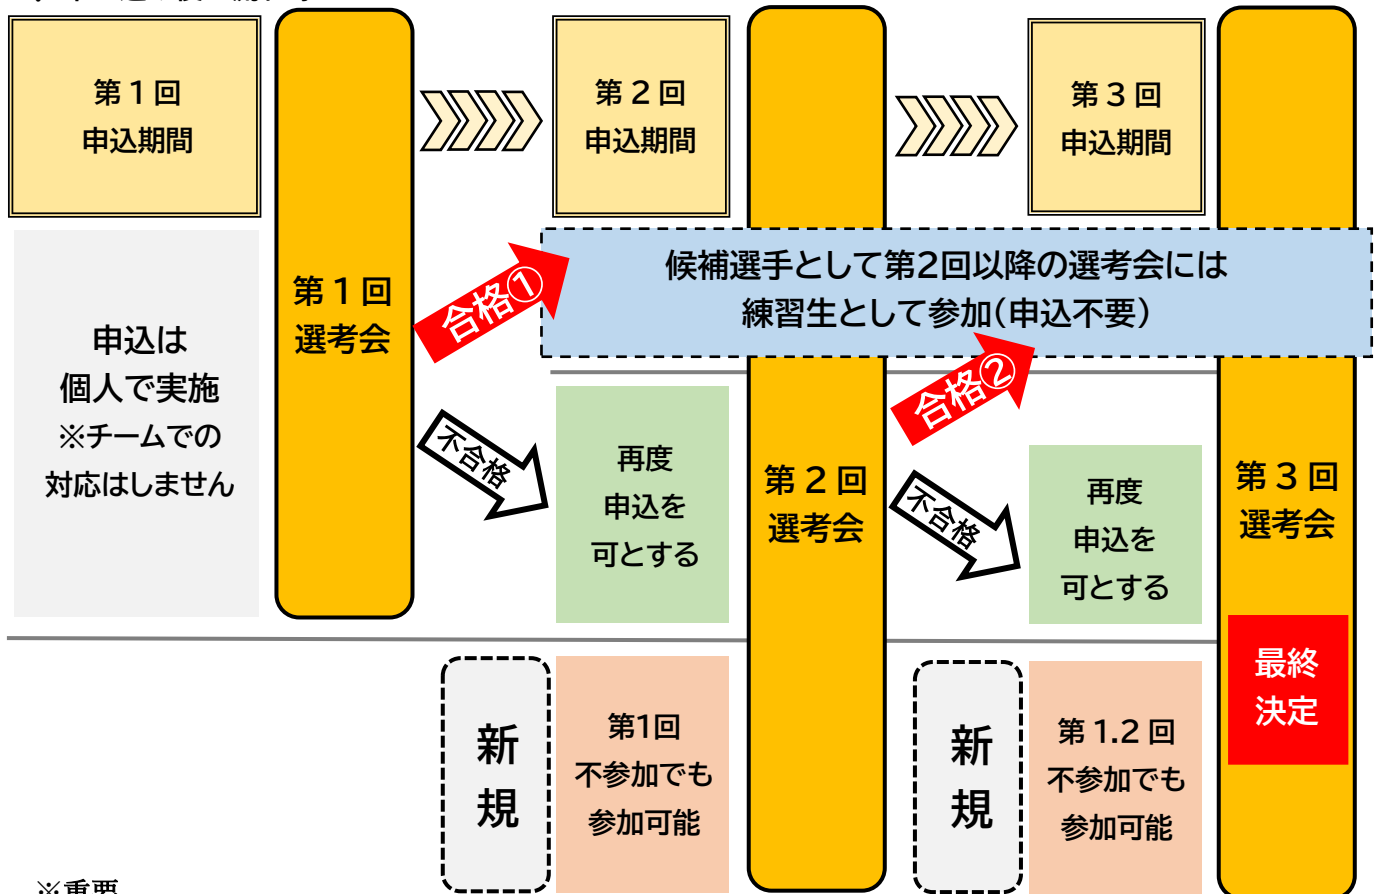 第1回
申込期間
第2回
申込期間
第3回
申込期間
申込は
個人で実施
※チームでの
対応はしません
第1回
選考会
合格①
候補選手として第2回以降の選考会には
練習生として参加(申込不要)
不合格
再度
申込を
可とする
第2回
選考会
合格②
不合格
再度
申込を
可とする
第3回
選考会
最終
決定
新
規
第1回
不参加でも
参加可能
新
規
第1.2回
不参加でも
参加可能
※重要